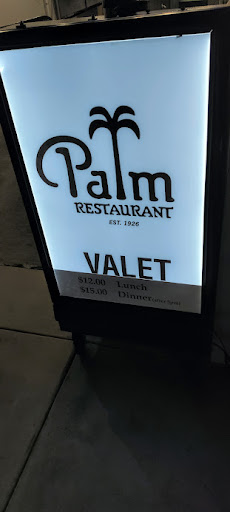 Palm
RESTAURANT
EST. 1926
VALET
$12.00 Lunch
$15.00 Dinner